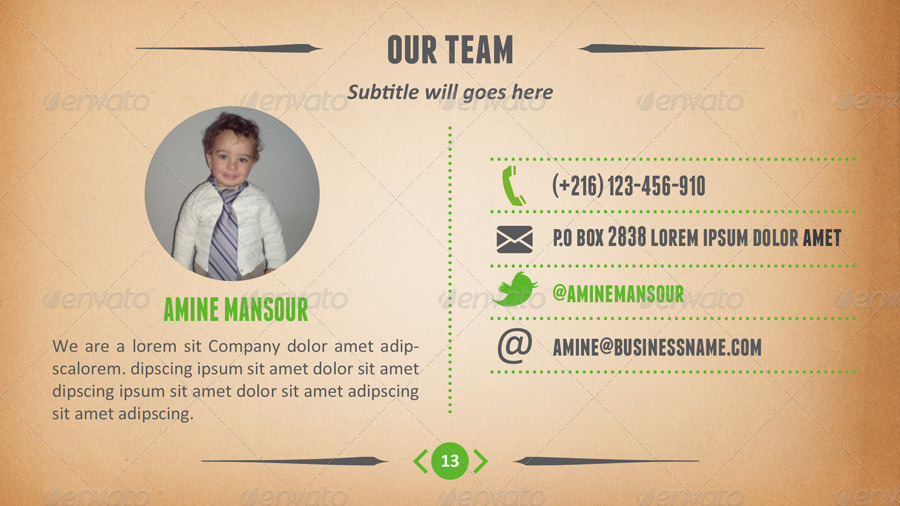 OUR TEAM
Subtitle will goes here
AMINE MANSOUR
We are a lorem sit Company dolor amet adip-
scalorem. dipscing ipsum sit amet dolor sit amet
dipscing ipsum sit amet dolor sit amet adipscing
sit amet adipscing.
(+216) 123-456-910
P.O BOX 2838 LOREM IPSUM DOLOR AMET
@AMINEMANSOUR
@ AMINE@BUSINESSNAME.COM
13
envato